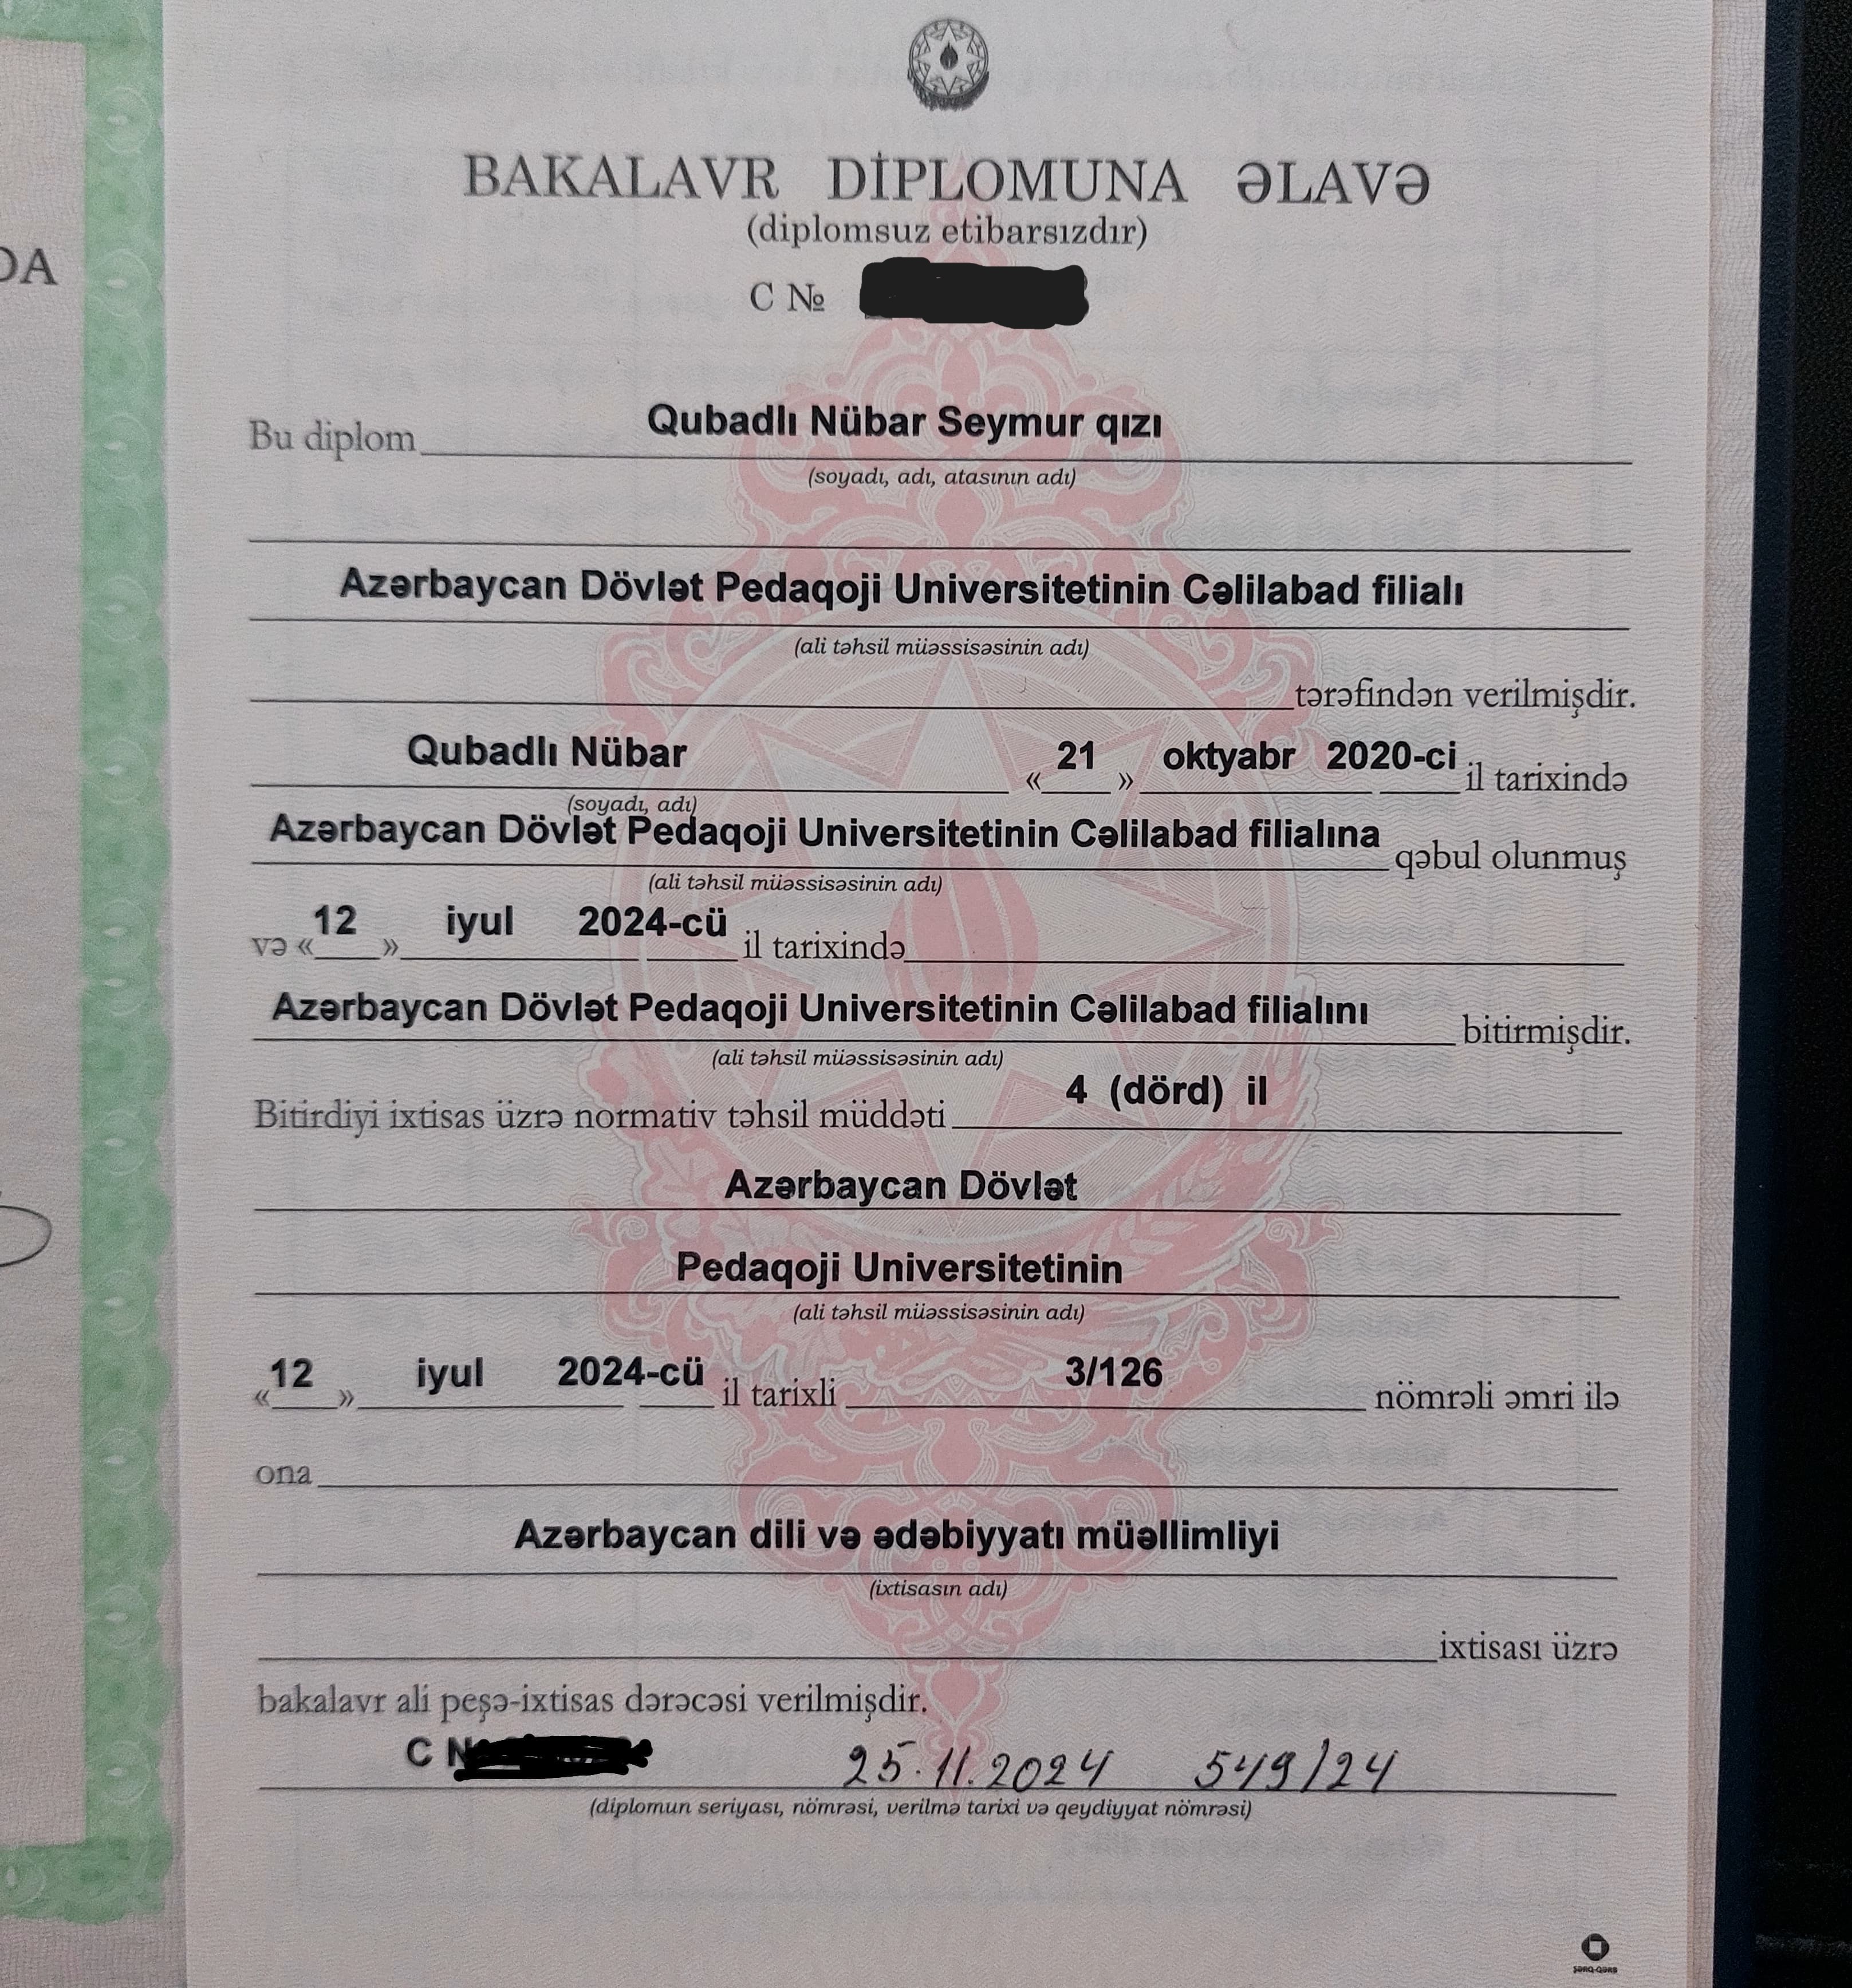 DA
BAKALAVR DİPLOMUNA ƏLAVƏ
(diplomsuz etibarsızdır)
C №
Bu diplom Qubadlı Nübar Seymur qızı
(soyadı, adı, atasının adı)
Azərbaycan Dövlət Pedaqoji Universitetinin Cəlilabad filialı
(ali təhsil müəssisəsinin adı)
tərəfindən verilmişdir.
Qubadlı Nübar « 21 » oktyabr 2020-ci il tarixində
(soyadı, adı)
Azərbaycan Dövlət Pedaqoji Universitetinin Cəlilabad filialına qəbul olunmuş
(ali təhsil müəssisəsinin adı)
və « 12 » iyul 2024-cü il tarixində
Azərbaycan Dövlət Pedaqoji Universitetinin Cəlilabad filialını bitirmişdir.
(ali təhsil müəssisəsinin adı)
Bitirdiyi ixtisas üzrə normativ təhsil müddəti 4 (dörd) il
Azərbaycan Dövlət
Pedaqoji Universitetinin
(ali təhsil müəssisəsinin adı)
« 12 » iyul 2024-cü il tarixli 3/126 nömrəli əmri ilə
ona
Azərbaycan dili və ədəbiyyatı müəllimliyi
(ixtisasın adı)
ixtisası üzrə
bakalavr ali peşə-ixtisas dərəcəsi verilmişdir.
C N 25.11.2024 549/24
(diplomun seriyası, nömrəsi, verilmə tarixi və qeydiyyat nömrəsi)
ŞƏRQ-QƏRB